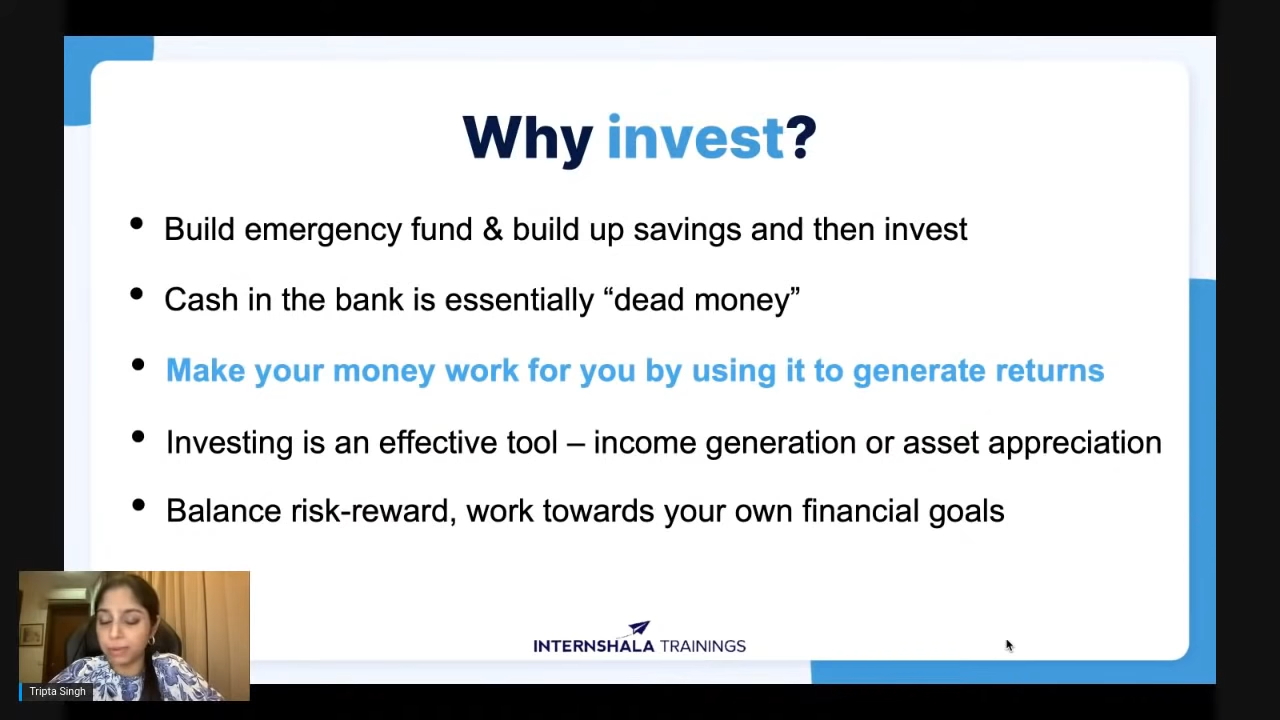 Why invest?
• Build emergency fund & build up savings and then invest
• Cash in the bank is essentially “dead money”
• Make your money work for you by using it to generate returns
• Investing is an effective tool – income generation or asset appreciation
• Balance risk-reward, work towards your own financial goals
INTERNSHALA TRAININGS
Tripta Singh